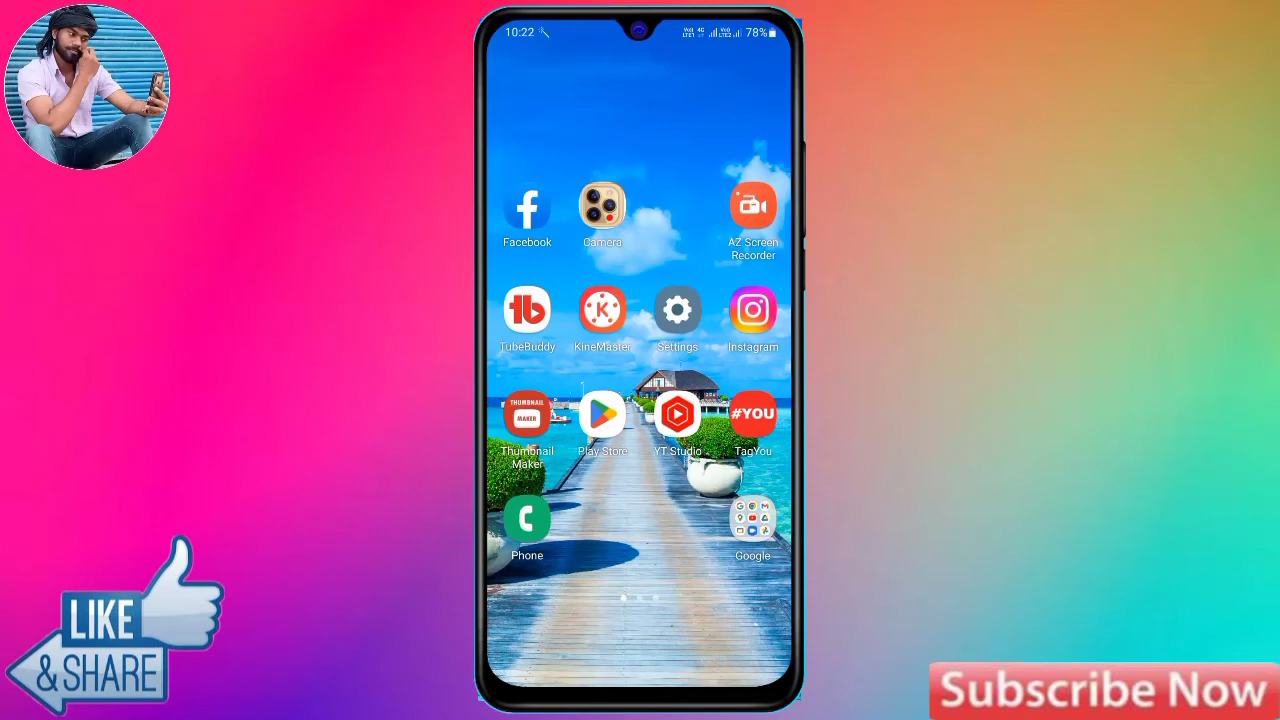 10:22
78%
Facebook
Camera
AZ Screen
Recorder
TubeBuddy
KineMaster
Settings
Instagram
THUMBNAIL
MAKER
#YOU
Thumbnail
Maker
Play Store
YT Studio
TagYou
Phone
Google
LIKE
& SHARE
Subscribe Now